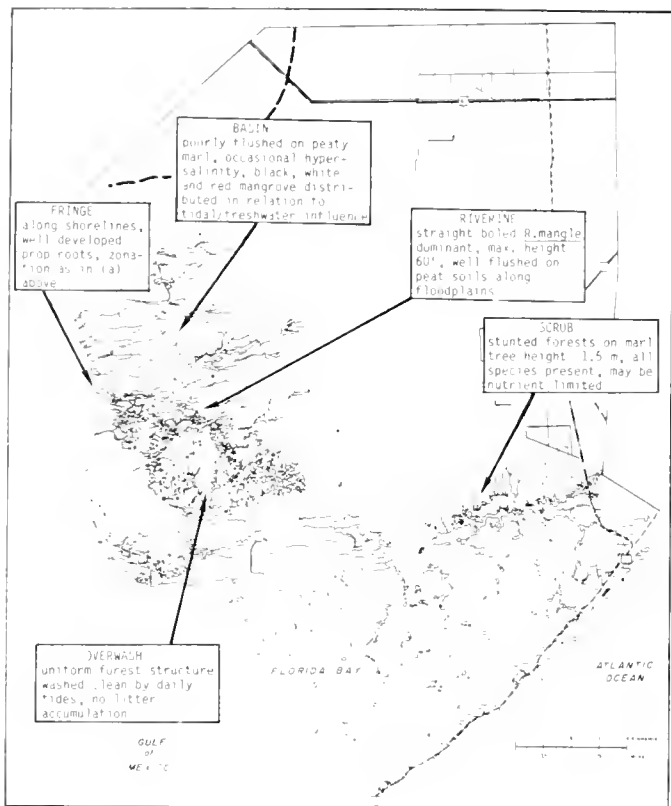 BASIN
poorly flushed on peaty
marl, occasional hyper-
salinity, black, white
and red mangrove distri-
buted in relation to
tidal/freshwater influence
FRINGE
along shorelines,
well developed
prop roots, zona-
tion as in (a)
above
RIVERINE
straight boled R.mangle
dominant, max. height
60', well flushed on
peat soils along
floodplains
SCRUB
stunted forests on marl
tree height 1.5 m, all
species present, may be
nutrient limited
OVERWASH
uniform forest structure
washed clean by daily
tides, no litter
accumulation
FLORIDA BAY
ATLANTIC
OCEAN
GULF
of
MEXICO